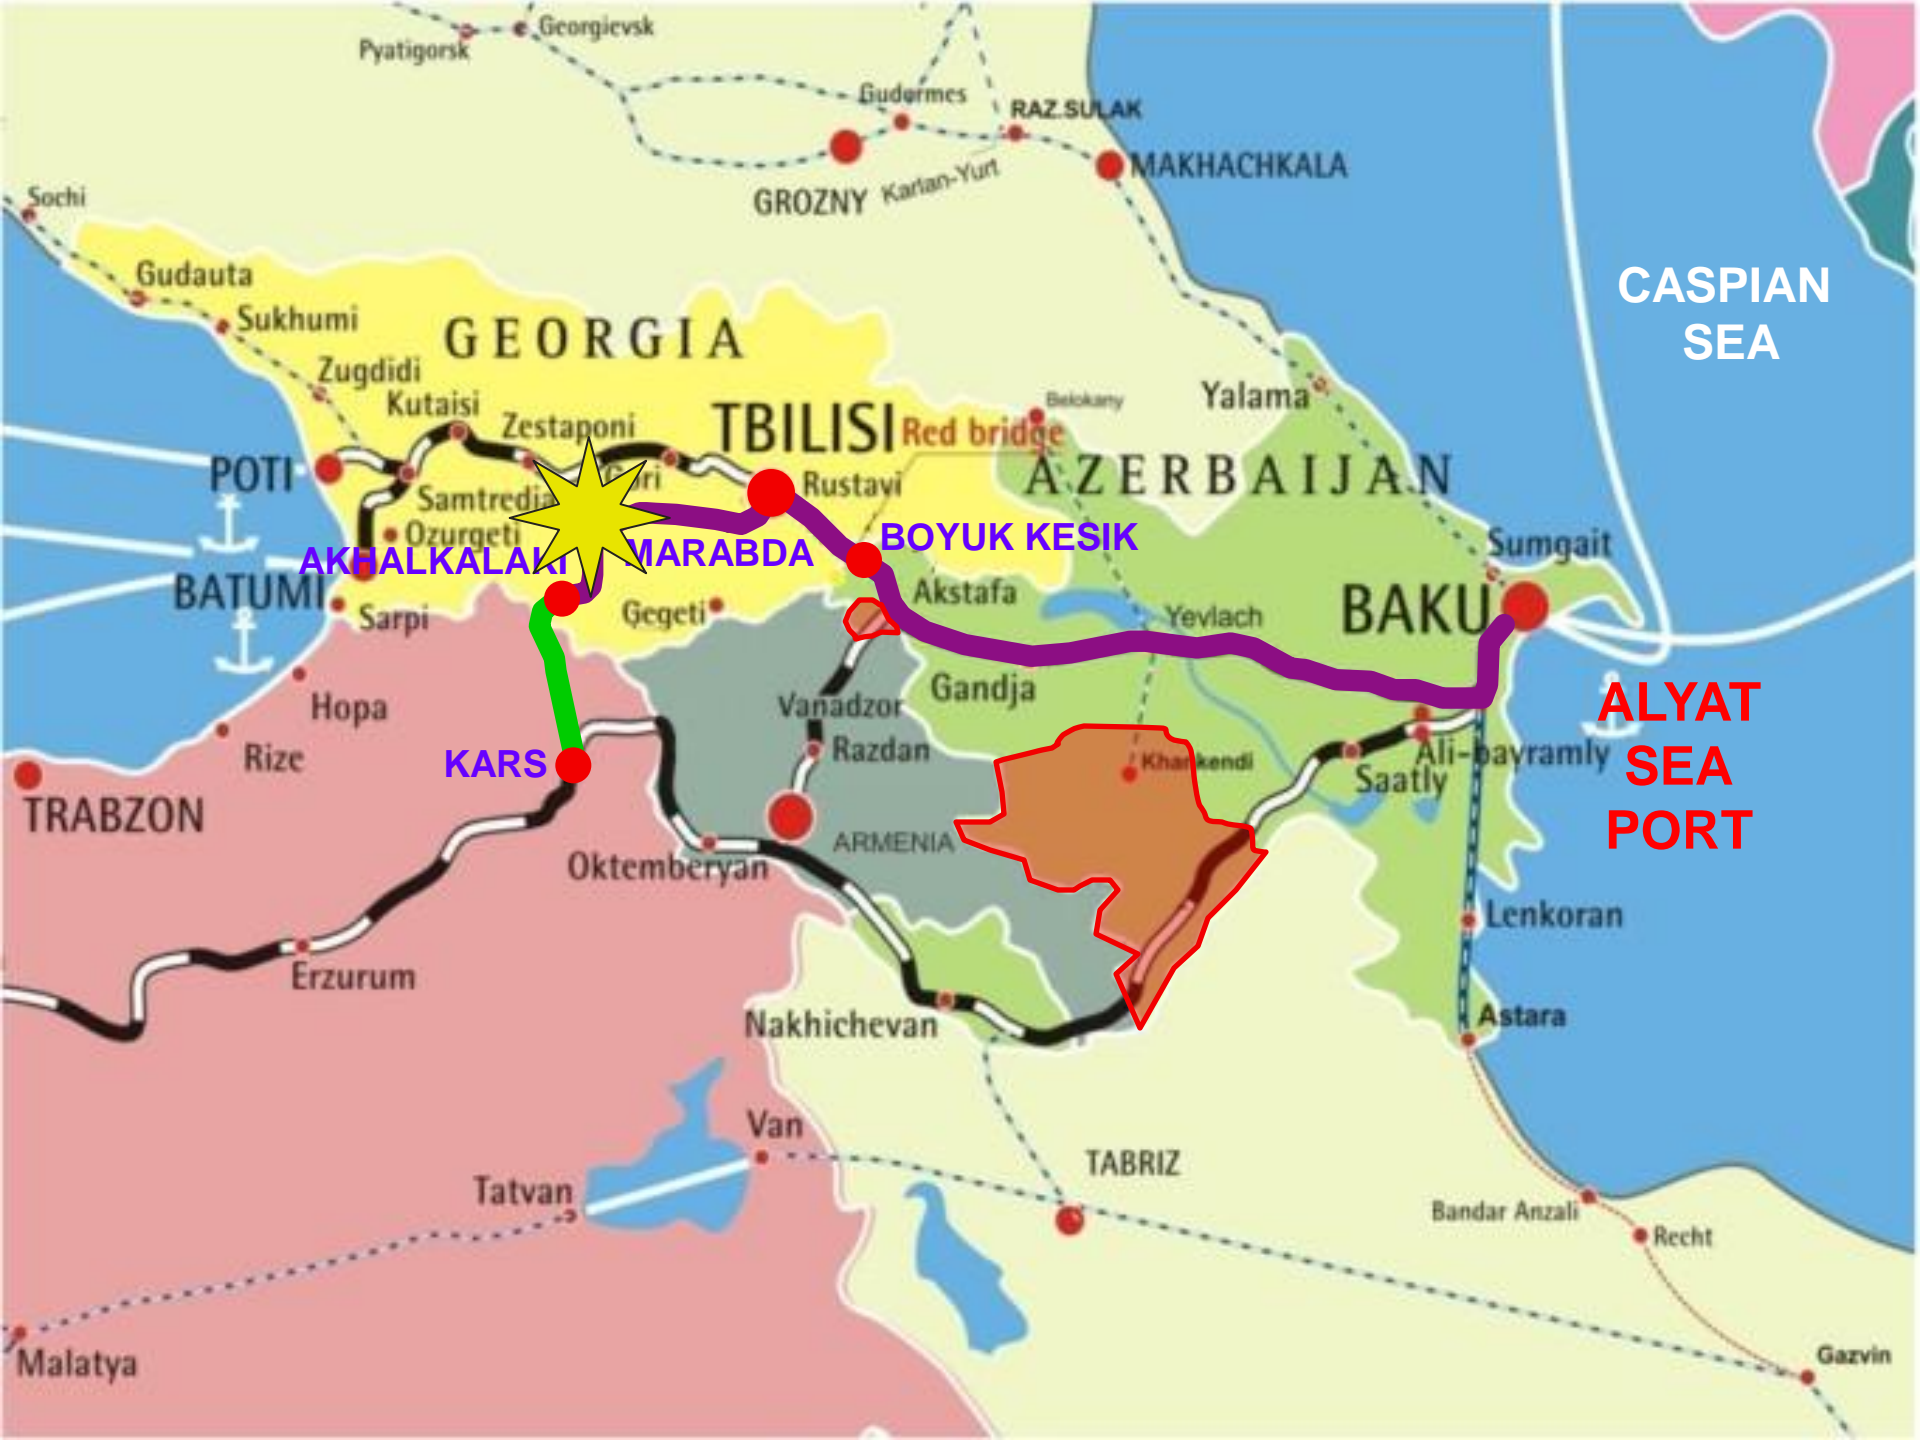 Georgievsk
Pyatigorsk
Gudermes
RAZ.SULAK
MAKHACHKALA
GROZNY
Karlan-Yurt
Sochi
Gudauta
Sukhumi
GEORGIA
CASPIAN
SEA
Zugdidi
Kutaisi
Zestaponi
TBILISI
Red bridge
Belokany
Yalama
AZERBAIJAN
POTI
Samtredia
Gori
Rustavi
Ozurgeti
AKHALKALAKI
MARABDA
BOYUK KESIK
Sumgait
BATUMI
Sarpi
Gegeti
Akstafa
Yevlach
BAKU
Hopa
Vanadzor
Gandja
ALYAT
SEA
PORT
Rize
KARS
Razdan
Khankendi
Ali-bayramly
Saatly
TRABZON
ARMENIA
Oktemberyan
Lenkoran
Erzurum
Nakhichevan
Astara
Van
TABRIZ
Tatvan
Bandar Anzali
Recht
Malatya
Gazvin